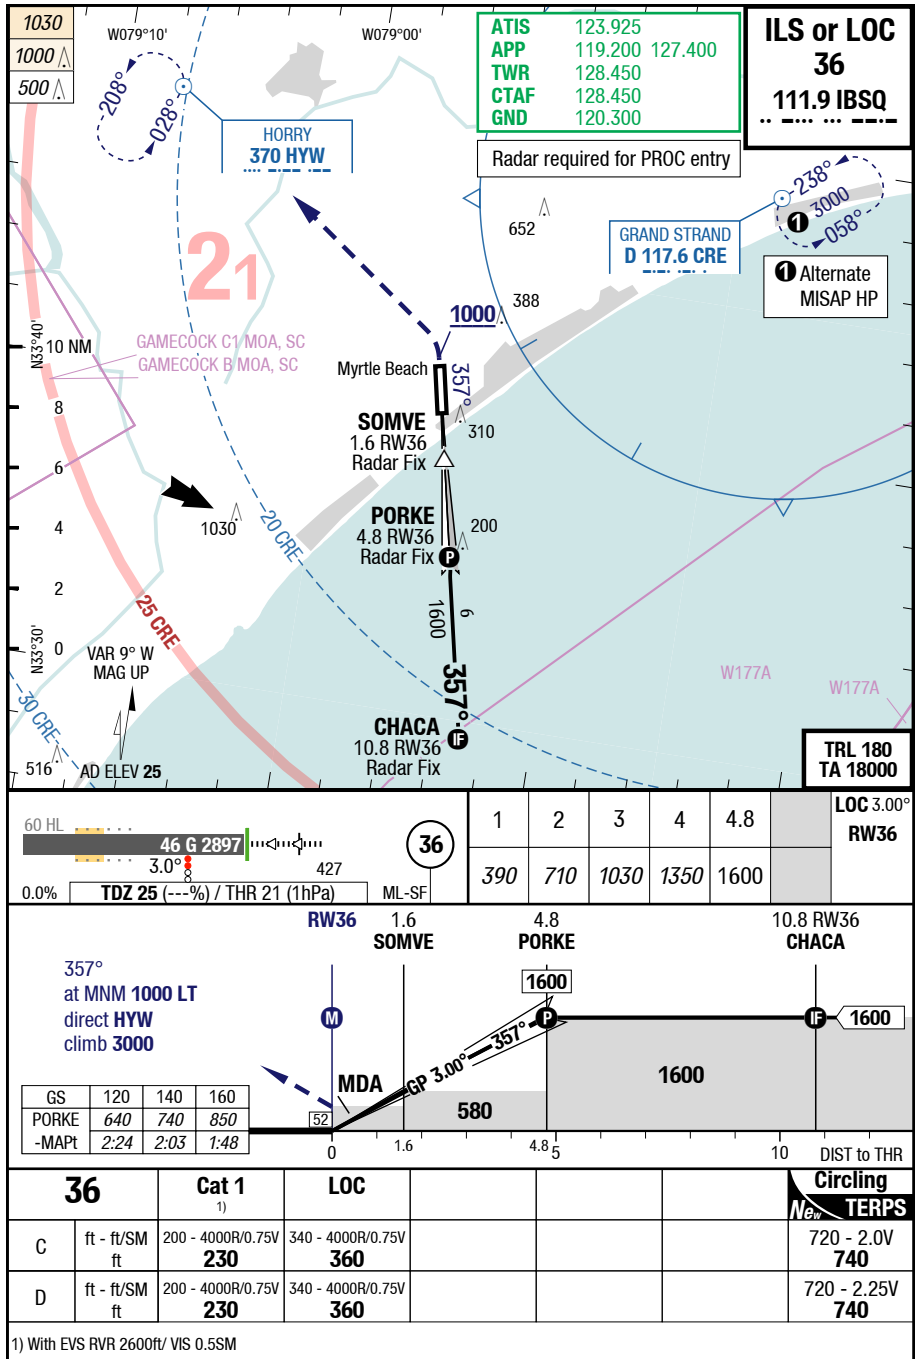 1030
1000
500
W079°10'
W079°00'
ATIS 123.925
APP 119.200 127.400
TWR 128.450
CTAF 128.450
GND 120.300
ILS or LOC
36
111.9 IBSQ
Radar required for PROC entry
208°
028°
HORRY
370 HYW
238°
3000
058°
1
GRAND STRAND
D 117.6 CRE
1 Alternate
MISAP HP
652
21
388
1000
N33°40'
10 NM
GAMECOCK C1 MOA, SC
GAMECOCK B MOA, SC
Myrtle Beach
357°
8
SOMVE
1.6 RW36
Radar Fix
310
6
PORKE
4.8 RW36
Radar Fix
200
P
4
1030
20 CRE
2
25 CRE
1600
6
N33°30'
0
VAR 9° W
MAG UP
357°
W177A
W177A
30 CRE
CHACA
10.8 RW36
Radar Fix
IF
516
AD ELEV 25
TRL 180
TA 18000
60 HL
46 G 2897
3.0°
427
0.0%
TDZ 25 (---%) / THR 21 (1hPa)
36
ML-SF
1 2 3 4 4.8
390 710 1030 1350 1600
LOC 3.00°
RW36
RW36
1.6
SOMVE
4.8
PORKE
10.8 RW36
CHACA
357°
at MNM 1000 LT
direct HYW
climb 3000
M
1600
P
IF
1600
357°
GP 3.00°
MDA
1600
580
52
GS 120 140 160
PORKE 640 740 850
-MAPt 2:24 2:03 1:48
0 1.6 4.8 5 10 DIST to THR
36 Cat 1 LOC Circling
1) New TERPS
C ft - ft/SM 200 - 4000R/0.75V 340 - 4000R/0.75V 720 - 2.0V
ft 230 360 740
D ft - ft/SM 200 - 4000R/0.75V 340 - 4000R/0.75V 720 - 2.25V
ft 230 360 740
1) With EVS RVR 2600ft/ VIS 0.5SM